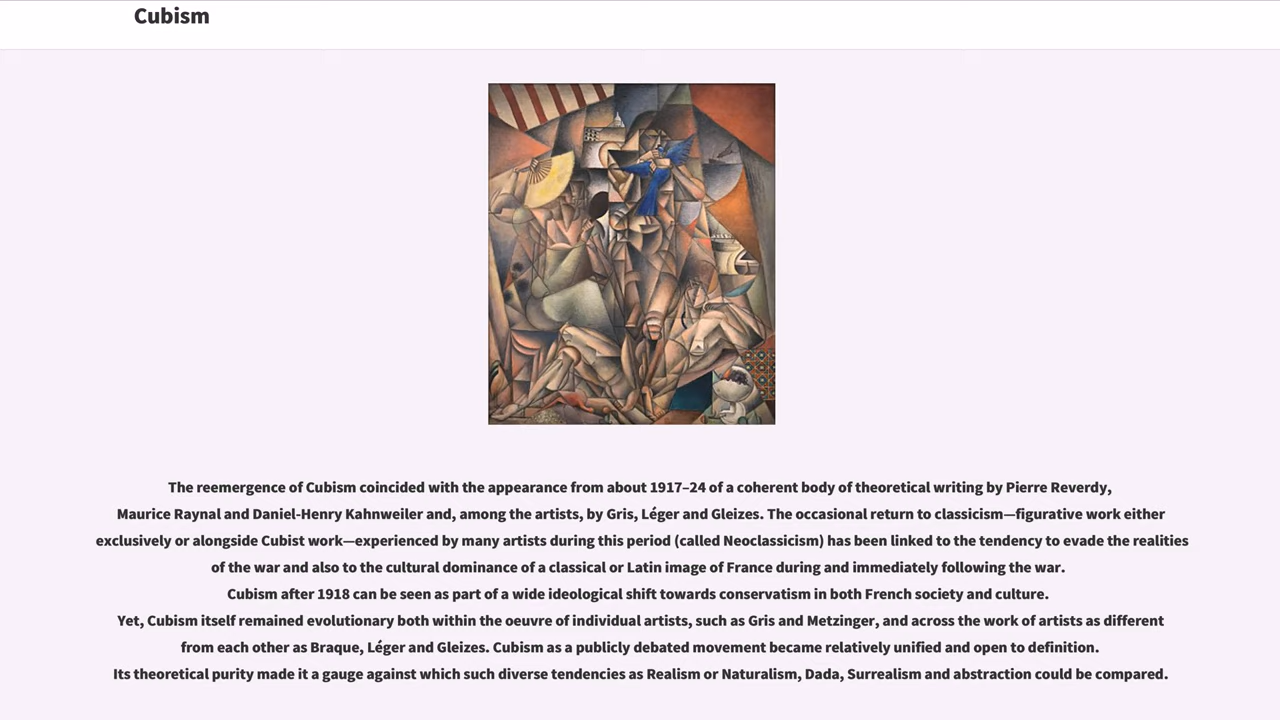 Cubism
The reemergence of Cubism coincided with the appearance from about 1917–24 of a coherent body of theoretical writing by Pierre Reverdy,
Maurice Raynal and Daniel-Henry Kahnweiler and, among the artists, by Gris, Léger and Gleizes. The occasional return to classicism—figurative work either
exclusively or alongside Cubist work—experienced by many artists during this period (called Neoclassicism) has been linked to the tendency to evade the realities
of the war and also to the cultural dominance of a classical or Latin image of France during and immediately following the war.
Cubism after 1918 can be seen as part of a wide ideological shift towards conservatism in both French society and culture.
Yet, Cubism itself remained evolutionary both within the oeuvre of individual artists, such as Gris and Metzinger, and across the work of artists as different
from each other as Braque, Léger and Gleizes. Cubism as a publicly debated movement became relatively unified and open to definition.
Its theoretical purity made it a gauge against which such diverse tendencies as Realism or Naturalism, Dada, Surrealism and abstraction could be compared.